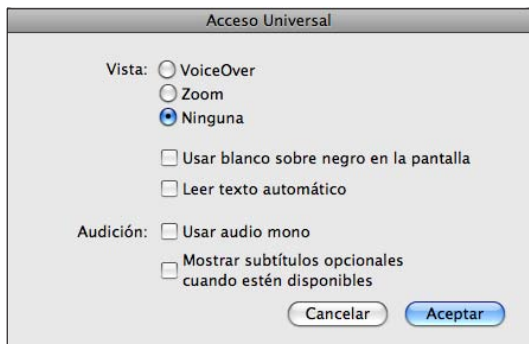 Acceso Universal
Vista: VoiceOver
Zoom
Ninguna
Usar blanco sobre negro en la pantalla
Leer texto automático
Audición: Usar audio mono
Mostrar subtítulos opcionales
cuando estén disponibles
Cancelar Aceptar